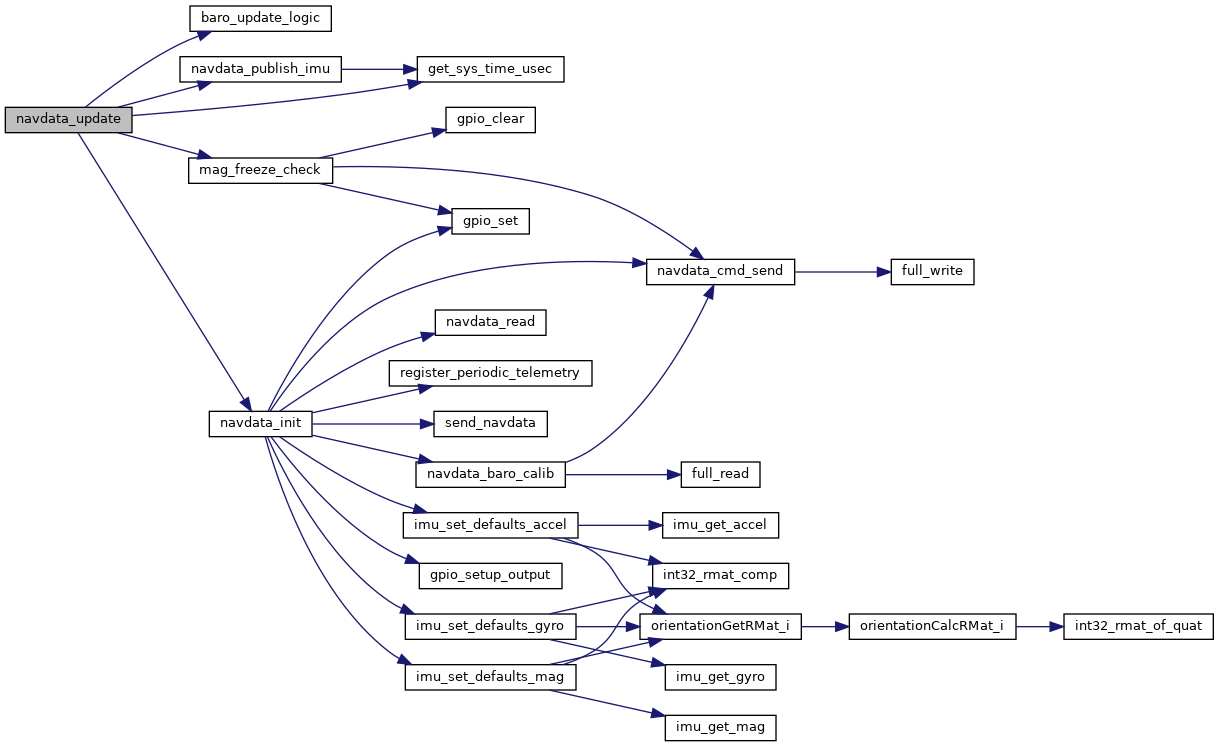 baro_update_logic
navdata_publish_imu
get_sys_time_usec
navdata_update
gpio_clear
mag_freeze_check
gpio_set
navdata_cmd_send
full_write
navdata_read
register_periodic_telemetry
navdata_init
send_navdata
navdata_baro_calib
full_read
imu_set_defaults_accel
imu_get_accel
gpio_setup_output
int32_rmat_comp
imu_set_defaults_gyro
orientationGetRMat_i
orientationCalcRMat_i
int32_rmat_of_quat
imu_set_defaults_mag
imu_get_gyro
imu_get_mag